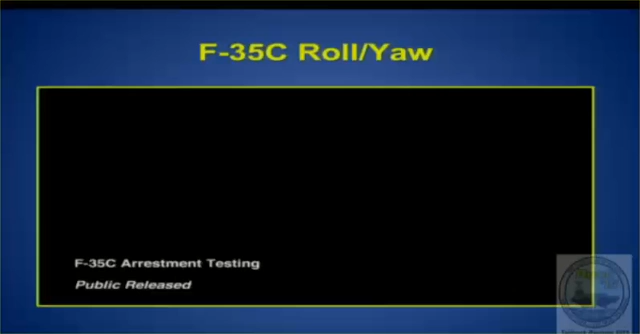 F-35C Roll/Yaw
F-35C Arrestment Testing
Public Released